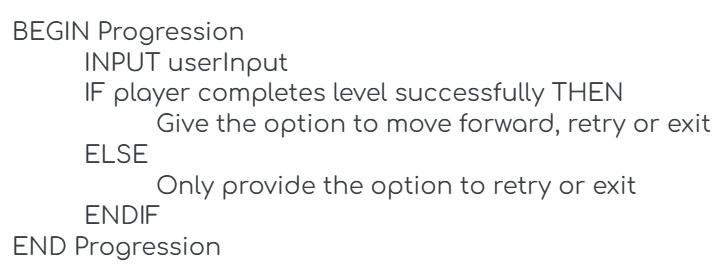 BEGIN Progression
INPUT userInput
IF player completes level successfully THEN
Give the option to move forward, retry or exit
ELSE
Only provide the option to retry or exit
ENDIF
END Progression